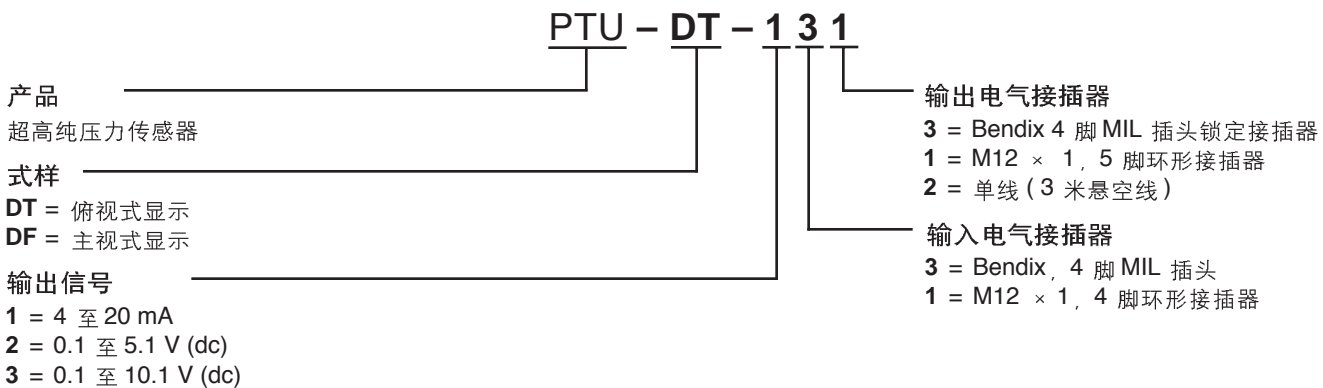 PTU – DT – 1 3 1
产品
超高纯压力传感器
式样
DT = 俯视式显示
DF = 主视式显示
输出信号
1 = 4 至 20 mA
2 = 0.1 至 5.1 V (dc)
3 = 0.1 至 10.1 V (dc)
输出电气接插器
3 = Bendix 4 脚 MIL 插头锁定接插器
1 = M12 × 1, 5 脚环形接插器
2 = 单线 ( 3 米悬空线 )
输入电气接插器
3 = Bendix, 4 脚 MIL 插头
1 = M12 × 1, 4 脚环形接插器